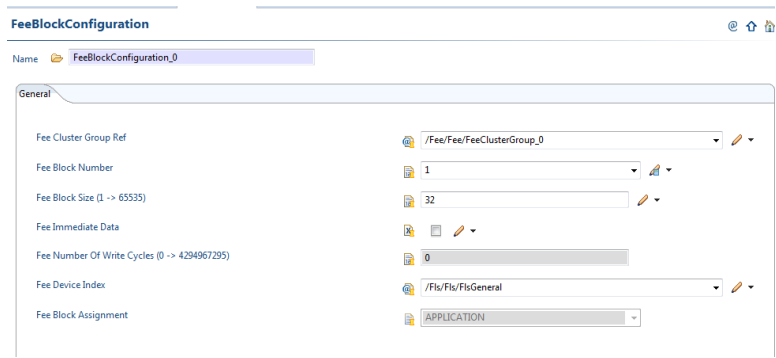 FeeBlockConfiguration
Name FeeBlockConfiguration_0
General
Fee Cluster Group Ref /Fee/Fee/FeeClusterGroup_0
Fee Block Number 1
Fee Block Size (1 -> 65535) 32
Fee Immediate Data
Fee Number Of Write Cycles (0 -> 4294967295) 0
Fee Device Index /Fls/Fls/FlsGeneral
Fee Block Assignment APPLICATION